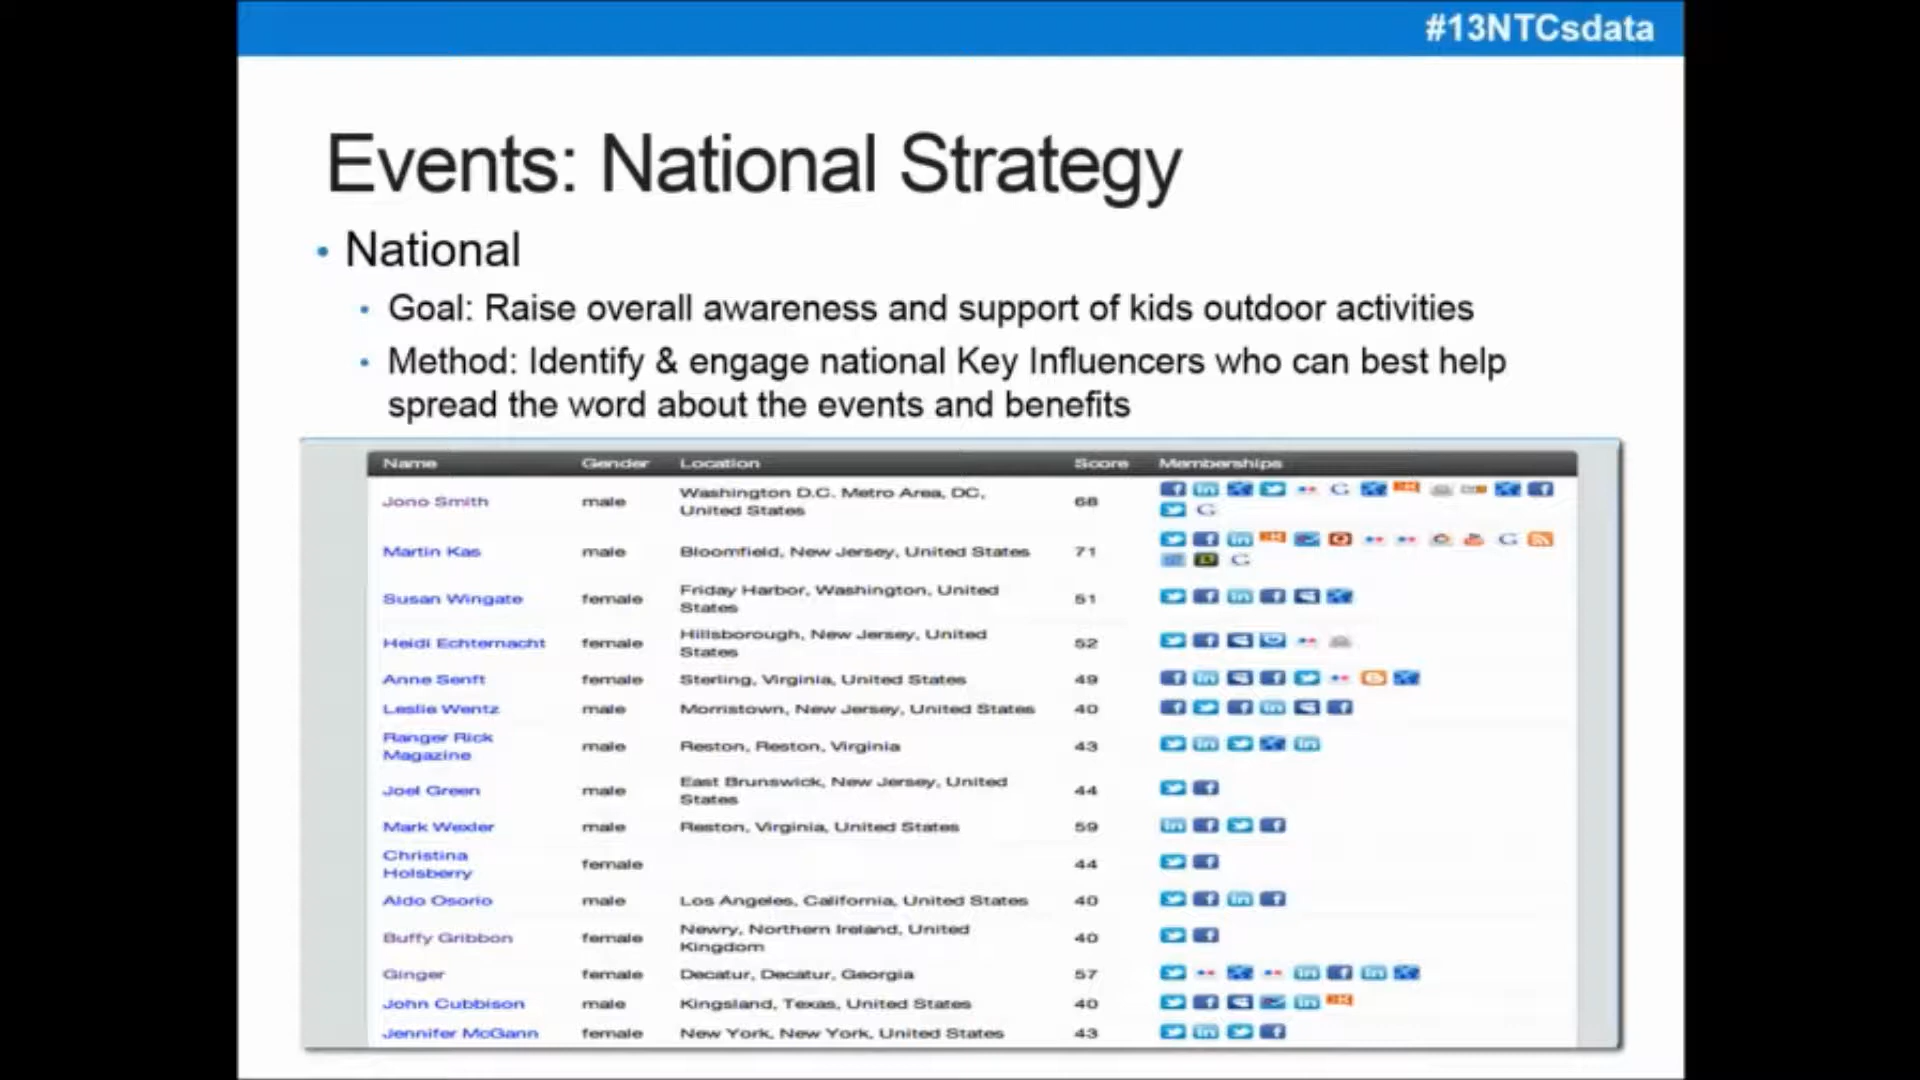 #13NTCsdata
Events: National Strategy
• National
• Goal: Raise overall awareness and support of kids outdoor activities
• Method: Identify & engage national Key Influencers who can best help
spread the word about the events and benefits
Name Gender Location Score Memberships
Jono Smith male Washington D.C. Metro Area, DC,
United States 68
Martin Kas male Bloomfield, New Jersey, United States 71
Susan Wingate female Friday Harbor, Washington, United
States 51
Heidi Echternacht female Hillsborough, New Jersey, United
States 52
Anne Senft female Sterling, Virginia, United States 49
Leslie Wentz male Morristown, New Jersey, United States 40
Ranger Rick
Magazine male Reston, Reston, Virginia 43
Joel Green male East Brunswick, New Jersey, United
States 44
Mark Wexler male Reston, Virginia, United States 59
Christina
Holsberry female 44
Aldo Osorio male Los Angeles, California, United States 40
Buffy Gribbon female Newry, Northern Ireland, United
Kingdom 40
Ginger female Decatur, Decatur, Georgia 57
John Cubbison male Kingsland, Texas, United States 40
Jennifer McGann female New York, New York, United States 43